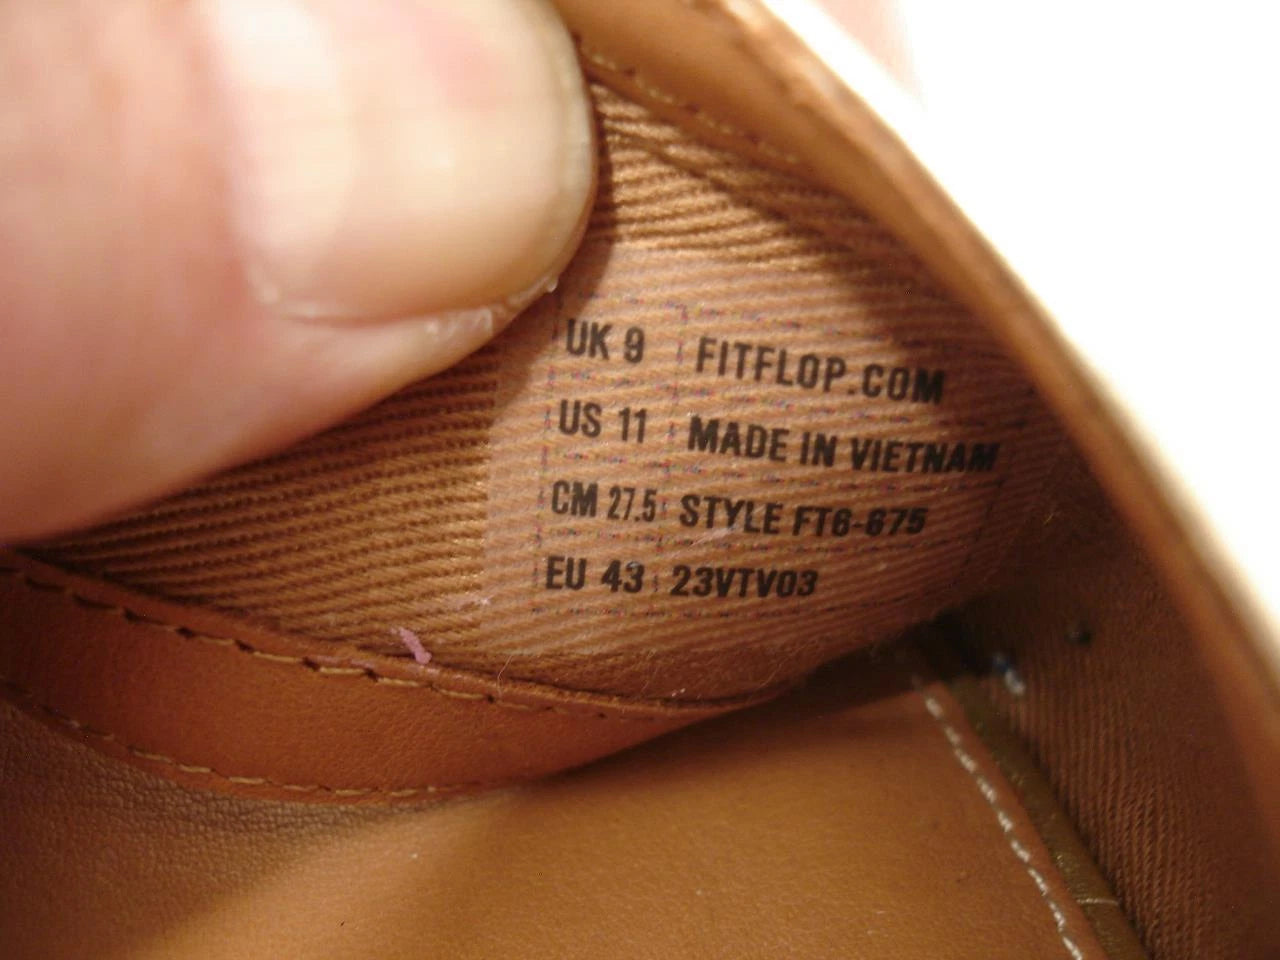 UK 9 FITFLOP.COM
US 11 MADE IN VIETNAM
CM 27.5 STYLE FT6-675
EU 43 23VTV03